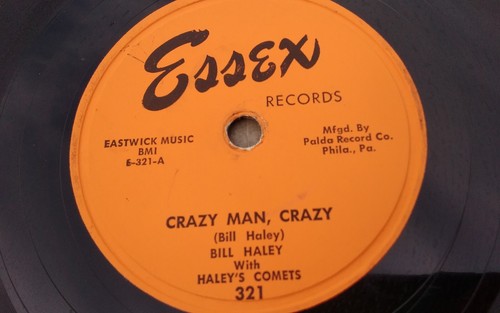 Essex
RECORDS
EASTWICK MUSIC
BMI
E-321-A
Mfgd. By
Palda Record Co.
Phila., Pa.
CRAZY MAN, CRAZY
(Bill Haley)
BILL HALEY
With
HALEY'S COMETS
321